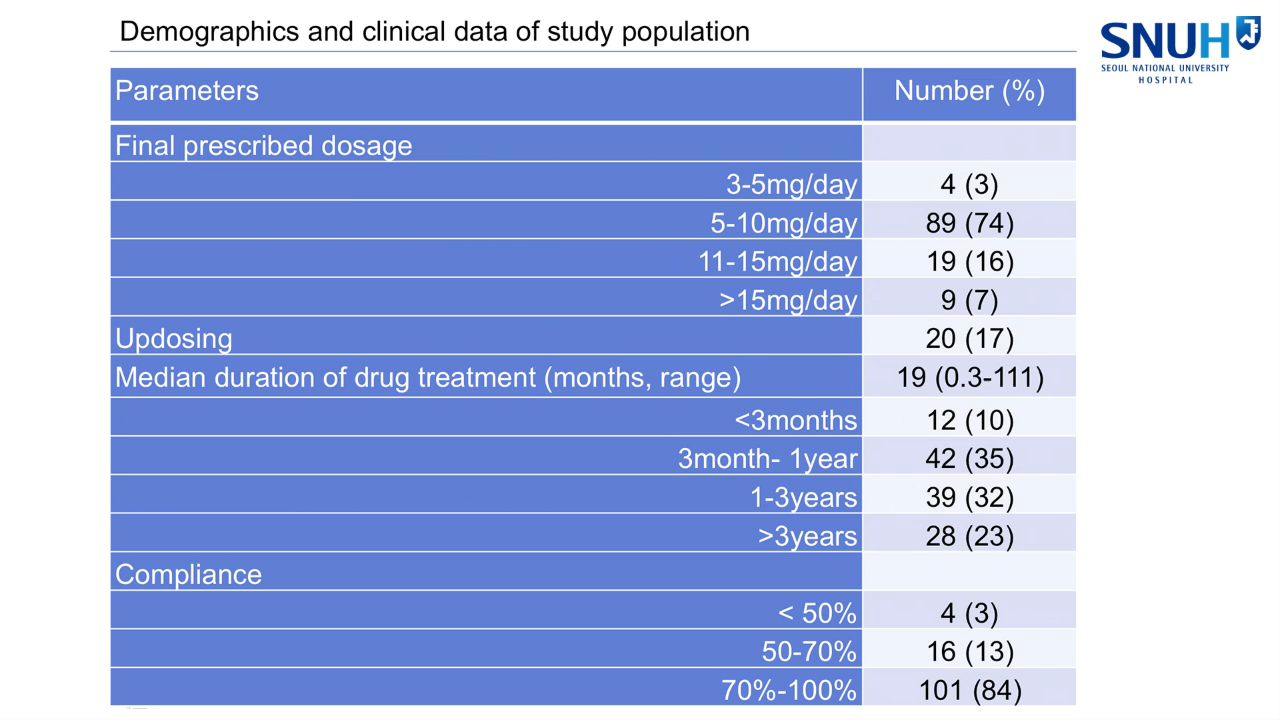 Demographics and clinical data of study population
SNUH
SEOUL NATIONAL UNIVERSITY
HOSPITAL
Parameters Number (%)
Final prescribed dosage
3-5mg/day 4 (3)
5-10mg/day 89 (74)
11-15mg/day 19 (16)
>15mg/day 9 (7)
Updosing 20 (17)
Median duration of drug treatment (months, range) 19 (0.3-111)
<3months 12 (10)
3month- 1year 42 (35)
1-3years 39 (32)
>3years 28 (23)
Compliance
< 50% 4 (3)
50-70% 16 (13)
70%-100% 101 (84)